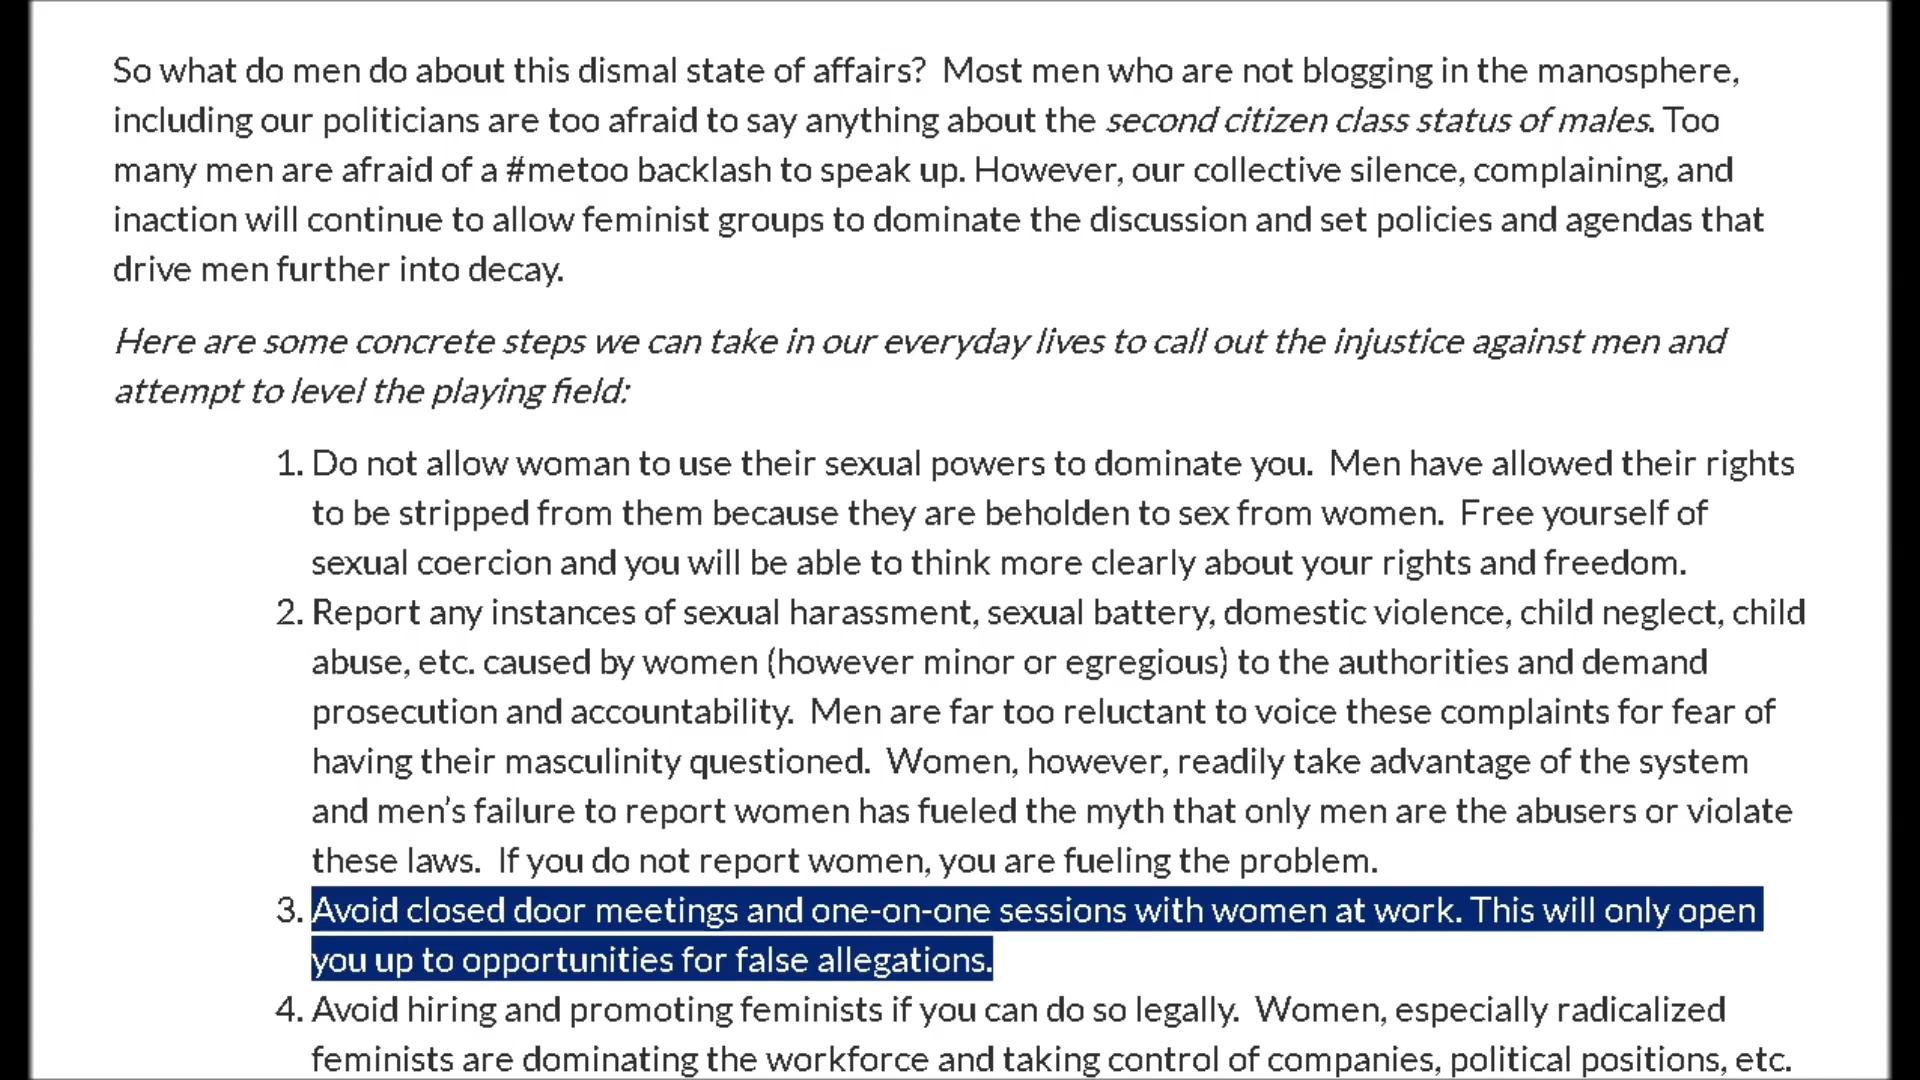 So what do men do about this dismal state of affairs?  Most men who are not blogging in the manosphere,
including our politicians are too afraid to say anything about the second citizen class status of males. Too
many men are afraid of a #metoo backlash to speak up. However, our collective silence, complaining, and
inaction will continue to allow feminist groups to dominate the discussion and set policies and agendas that
drive men further into decay.
Here are some concrete steps we can take in our everyday lives to call out the injustice against men and
attempt to level the playing field:
1. Do not allow woman to use their sexual powers to dominate you.  Men have allowed their rights
to be stripped from them because they are beholden to sex from women.  Free yourself of
sexual coercion and you will be able to think more clearly about your rights and freedom.
2. Report any instances of sexual harassment, sexual battery, domestic violence, child neglect, child
abuse, etc. caused by women (however minor or egregious) to the authorities and demand
prosecution and accountability.  Men are far too reluctant to voice these complaints for fear of
having their masculinity questioned.  Women, however, readily take advantage of the system
and men’s failure to report women has fueled the myth that only men are the abusers or violate
these laws.  If you do not report women, you are fueling the problem.
3. Avoid closed door meetings and one-on-one sessions with women at work. This will only open
you up to opportunities for false allegations.
4. Avoid hiring and promoting feminists if you can do so legally.  Women, especially radicalized
feminists are dominating the workforce and taking control of companies, political positions, etc.